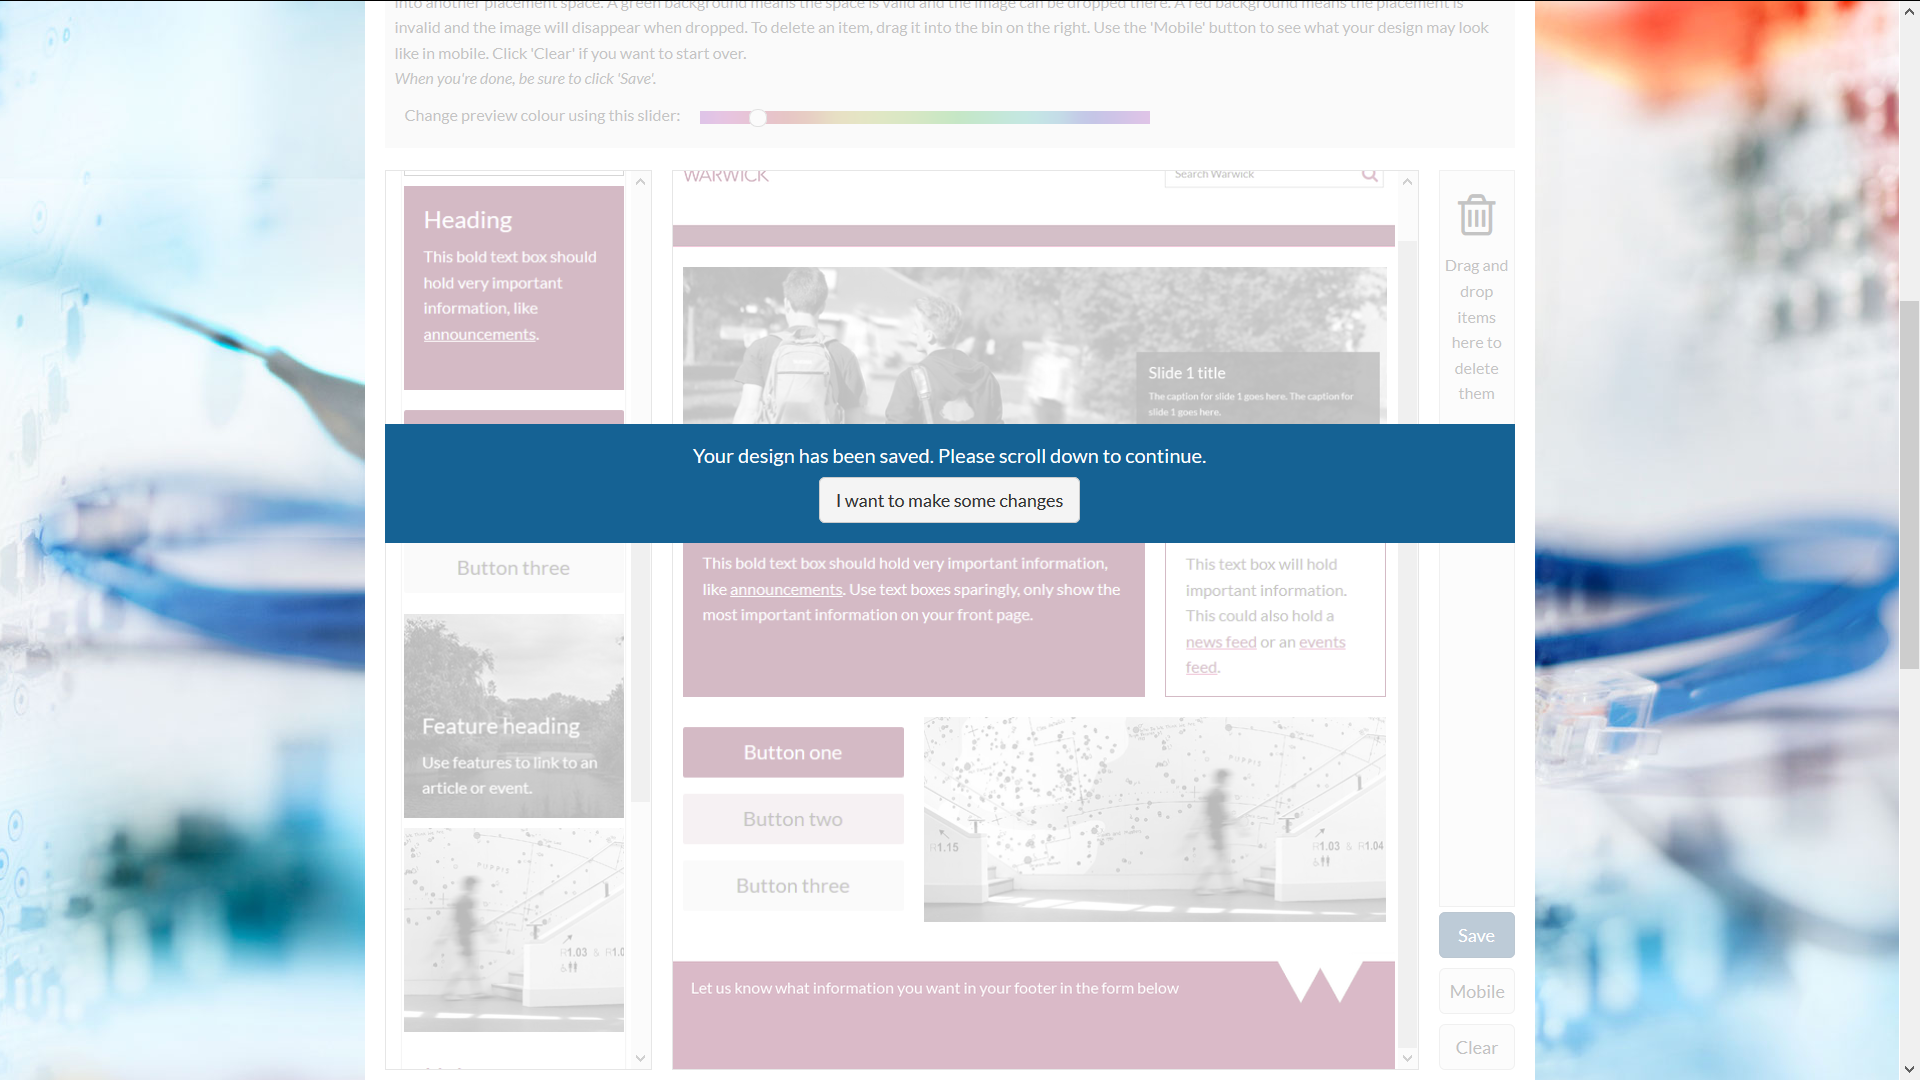 into another placement space. A green background means the space is valid and the image can be dropped there. A red background means the placement is
invalid and the image will disappear when dropped. To delete an item, drag it into the bin on the right. Use the 'Mobile' button to see what your design may look
like in mobile. Click 'Clear' if you want to start over.
When you're done, be sure to click 'Save'.
Change preview colour using this slider:
Heading
This bold text box should
hold very important
information, like
announcements.
Button three
Feature heading
Use features to link to an
article or event.
PUPPIS
R1.03 & R1.0
WARWICK
Search Warwick
Slide 1 title
The caption for slide 1 goes here. The caption for
slide 1 goes here.
Your design has been saved. Please scroll down to continue.
I want to make some changes
This bold text box should hold very important information,
like announcements. Use text boxes sparingly, only show the
most important information on your front page.
This text box will hold
important information.
This could also hold a
news feed or an events
feed.
Button one
Button two
Button three
PUPPIS
R1.15
R1.03 & R1.04
Let us know what information you want in your footer in the form below
Drag and
drop
items
here to
delete
them
Save
Mobile
Clear